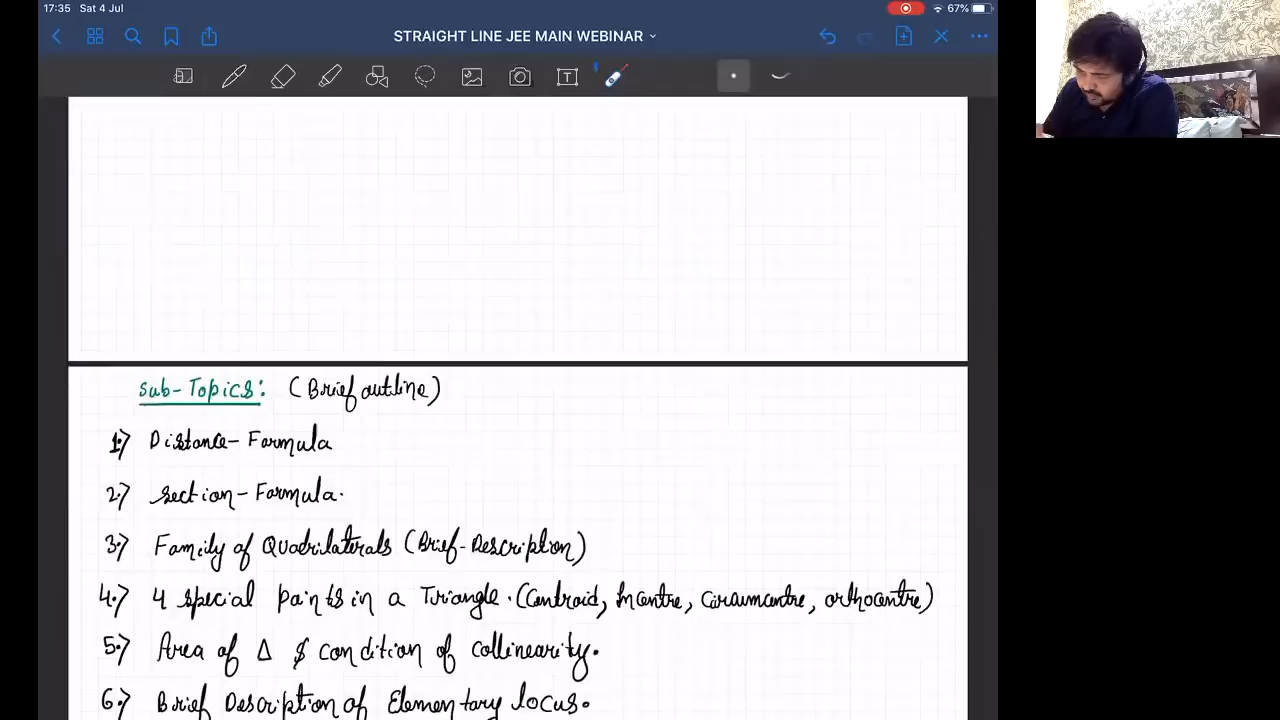 17:35 Sat 4 Jul 67%
STRAIGHT LINE JEE MAIN WEBINAR
T
Sub-Topics: (Brief outline)
1.) Distance-Formula
2.) section-Formula.
3.) Family of Quadrilaterals (Brief-Description)
4.) 4 special points in a Triangle. (Centroid, Incentre, circumcentre, orthocentre)
5.) Area of Δ & condition of collinearity.
6.) Brief Description of Elementary locus.